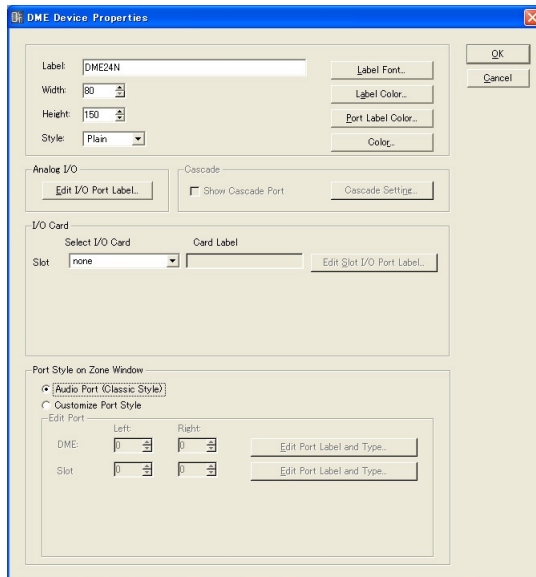 DME Device Properties
Label: DME24N Label Font... OK
Width: 80 Label Color... Cancel
Height: 150 Port Label Color...
Style: Plain Color...
Analog I/O Cascade
Edit I/O Port Label... Show Cascade Port Cascade Setting...
I/O Card
Select I/O Card Card Label
Slot none Edit Slot I/O Port Label...
Port Style on Zone Window
Audio Port (Classic Style)
Customize Port Style
Edit Port
Left: Right:
DME: 0 0 Edit Port Label and Type...
Slot 0 0 Edit Port Label and Type...